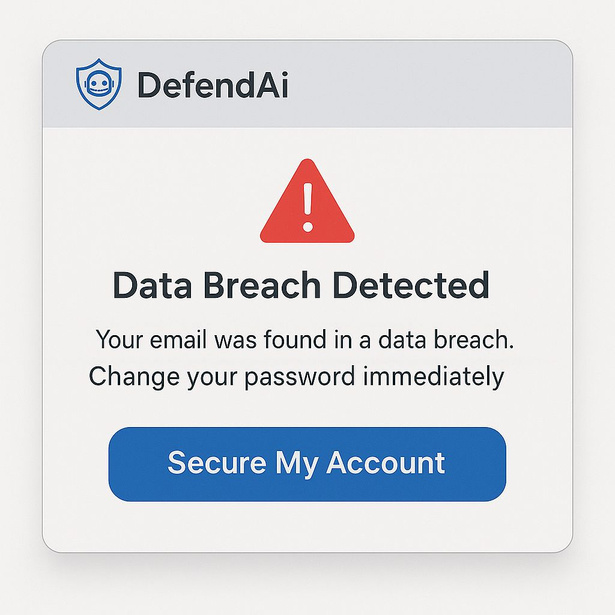 DefendAi
Data Breach Detected
Your email was found in a data breach.
Change your password immediately
Secure My Account